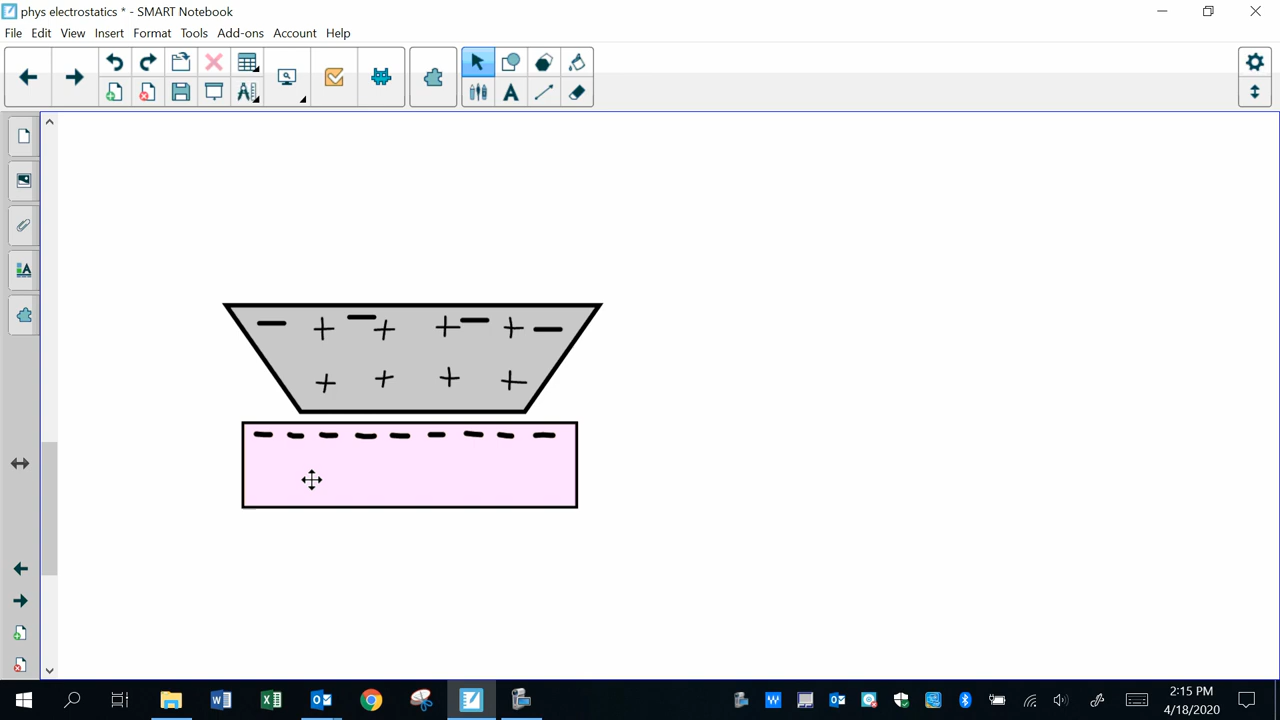 phys electrostatics * - SMART Notebook
File Edit View Insert Format Tools Add-ons Account Help
− + − + + − + −
+ + + +
− − − − − − − − −
2:15 PM
4/18/2020